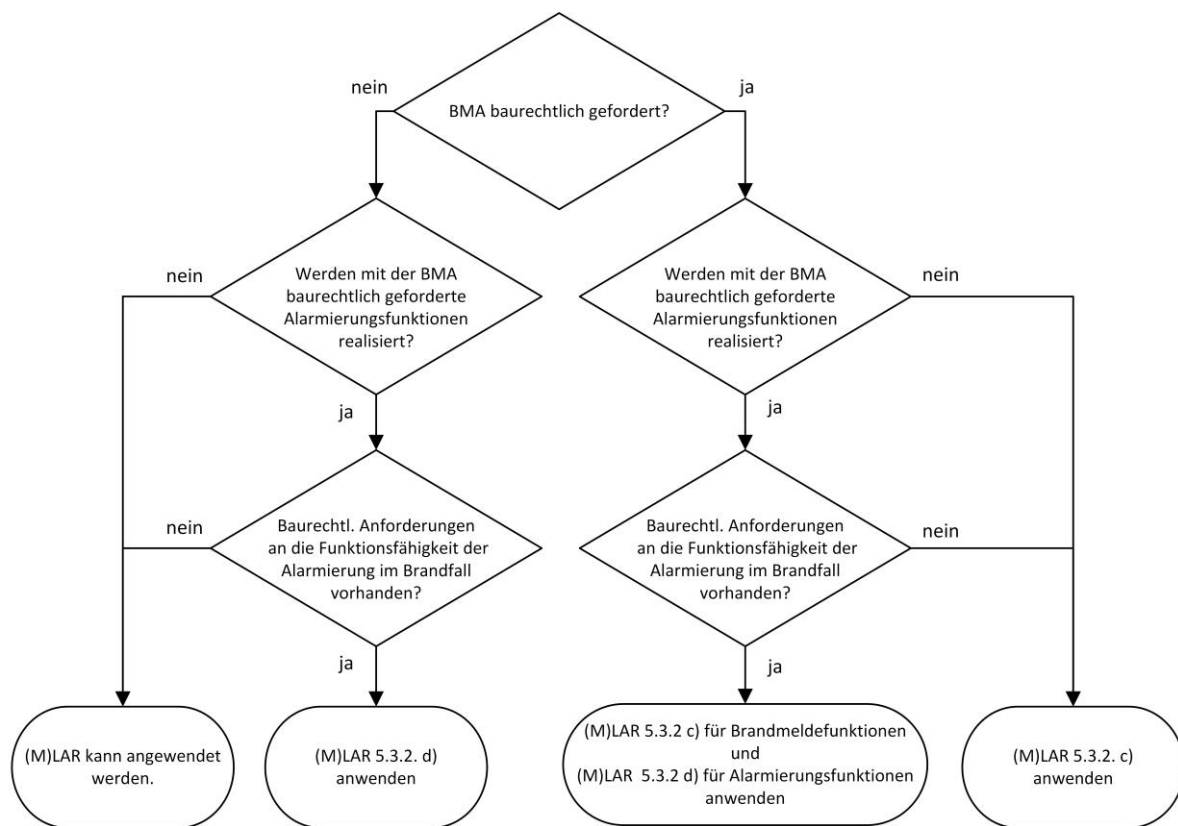 nein
ja
BMA baurechtlich gefordert?
nein
Werden mit der BMA
baurechtlich geforderte
Alarmierungsfunktionen
realisiert?
Werden mit der BMA
baurechtlich geforderte
Alarmierungsfunktionen
realisiert?
nein
ja
ja
nein
Baurechtl. Anforderungen
an die Funktionsfähigkeit der
Alarmierung im Brandfall
vorhanden?
Baurechtl. Anforderungen
an die Funktionsfähigkeit der
Alarmierung im Brandfall
vorhanden?
nein
ja
ja
(M)LAR kann angewendet
werden.
(M)LAR 5.3.2. d)
anwenden
(M)LAR 5.3.2 c) für Brandmeldefunktionen
und
(M)LAR 5.3.2 d) für Alarmierungsfunktionen
anwenden
(M)LAR 5.3.2. c)
anwenden